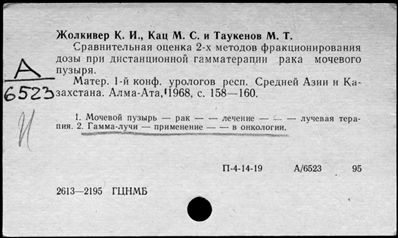 Жолкивер К. И., Кац М. С. и Таукенов М. Т.
Сравнительная оценка 2-х методов фракционирования
дозы при дистанционной гамматерапии рака мочевого
пузыря.
Матер. 1-й конф. урологов респ. Средней Азии и Ка-
захстана. Алма-Ата, 1968, с. 158—160.
А
6523
1. Мочевой пузырь — рак — — лечение — — — лучевая тера-
пия. 2. Гамма-лучи — применение — — в онкологии.
П-4-14-19 А/6523 95
2613—2195 ГЦНМБ